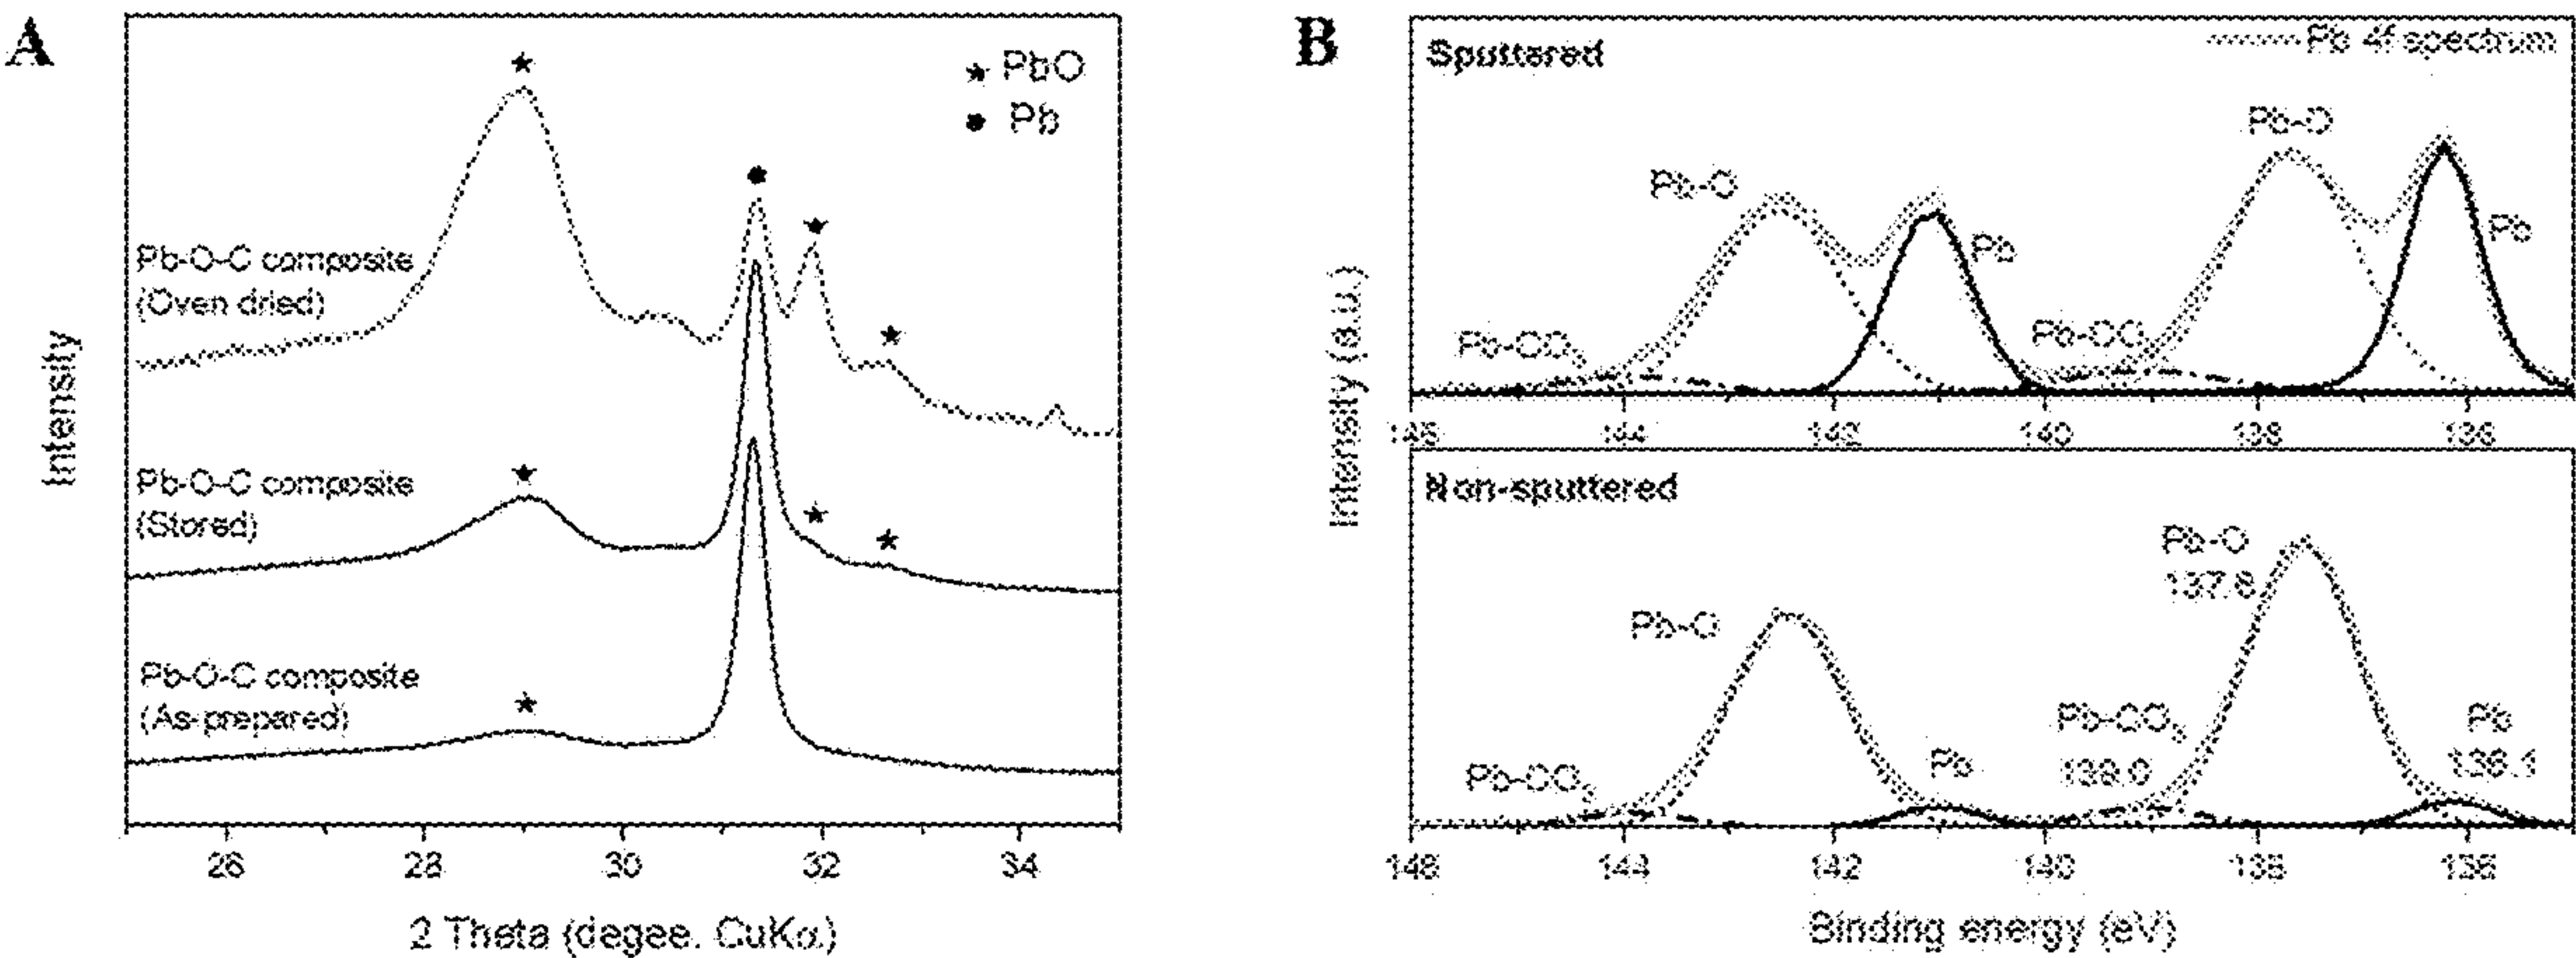 A
★ PbO
● Pb
Pb-O-C composite
(Oven dried)
Pb-O-C composite
(Stored)
Pb-O-C composite
(As-prepared)
Intensity
26 28 30 32 34
2 Theta (degee. CuKα)
B
Sputtered
Pb 4f spectrum
Pb-O
Pb-O
Pb
Pb
Pb-CO3
Pb-CO
146 144 142 140 138 136
Intensity (a.u.)
Non-sputtered
Pb-O
137.6
Pb-O
Pb-CO3
139.0
Pb
136.1
Pb
Pb-CO3
146 144 142 140 138 136
Binding energy (eV)